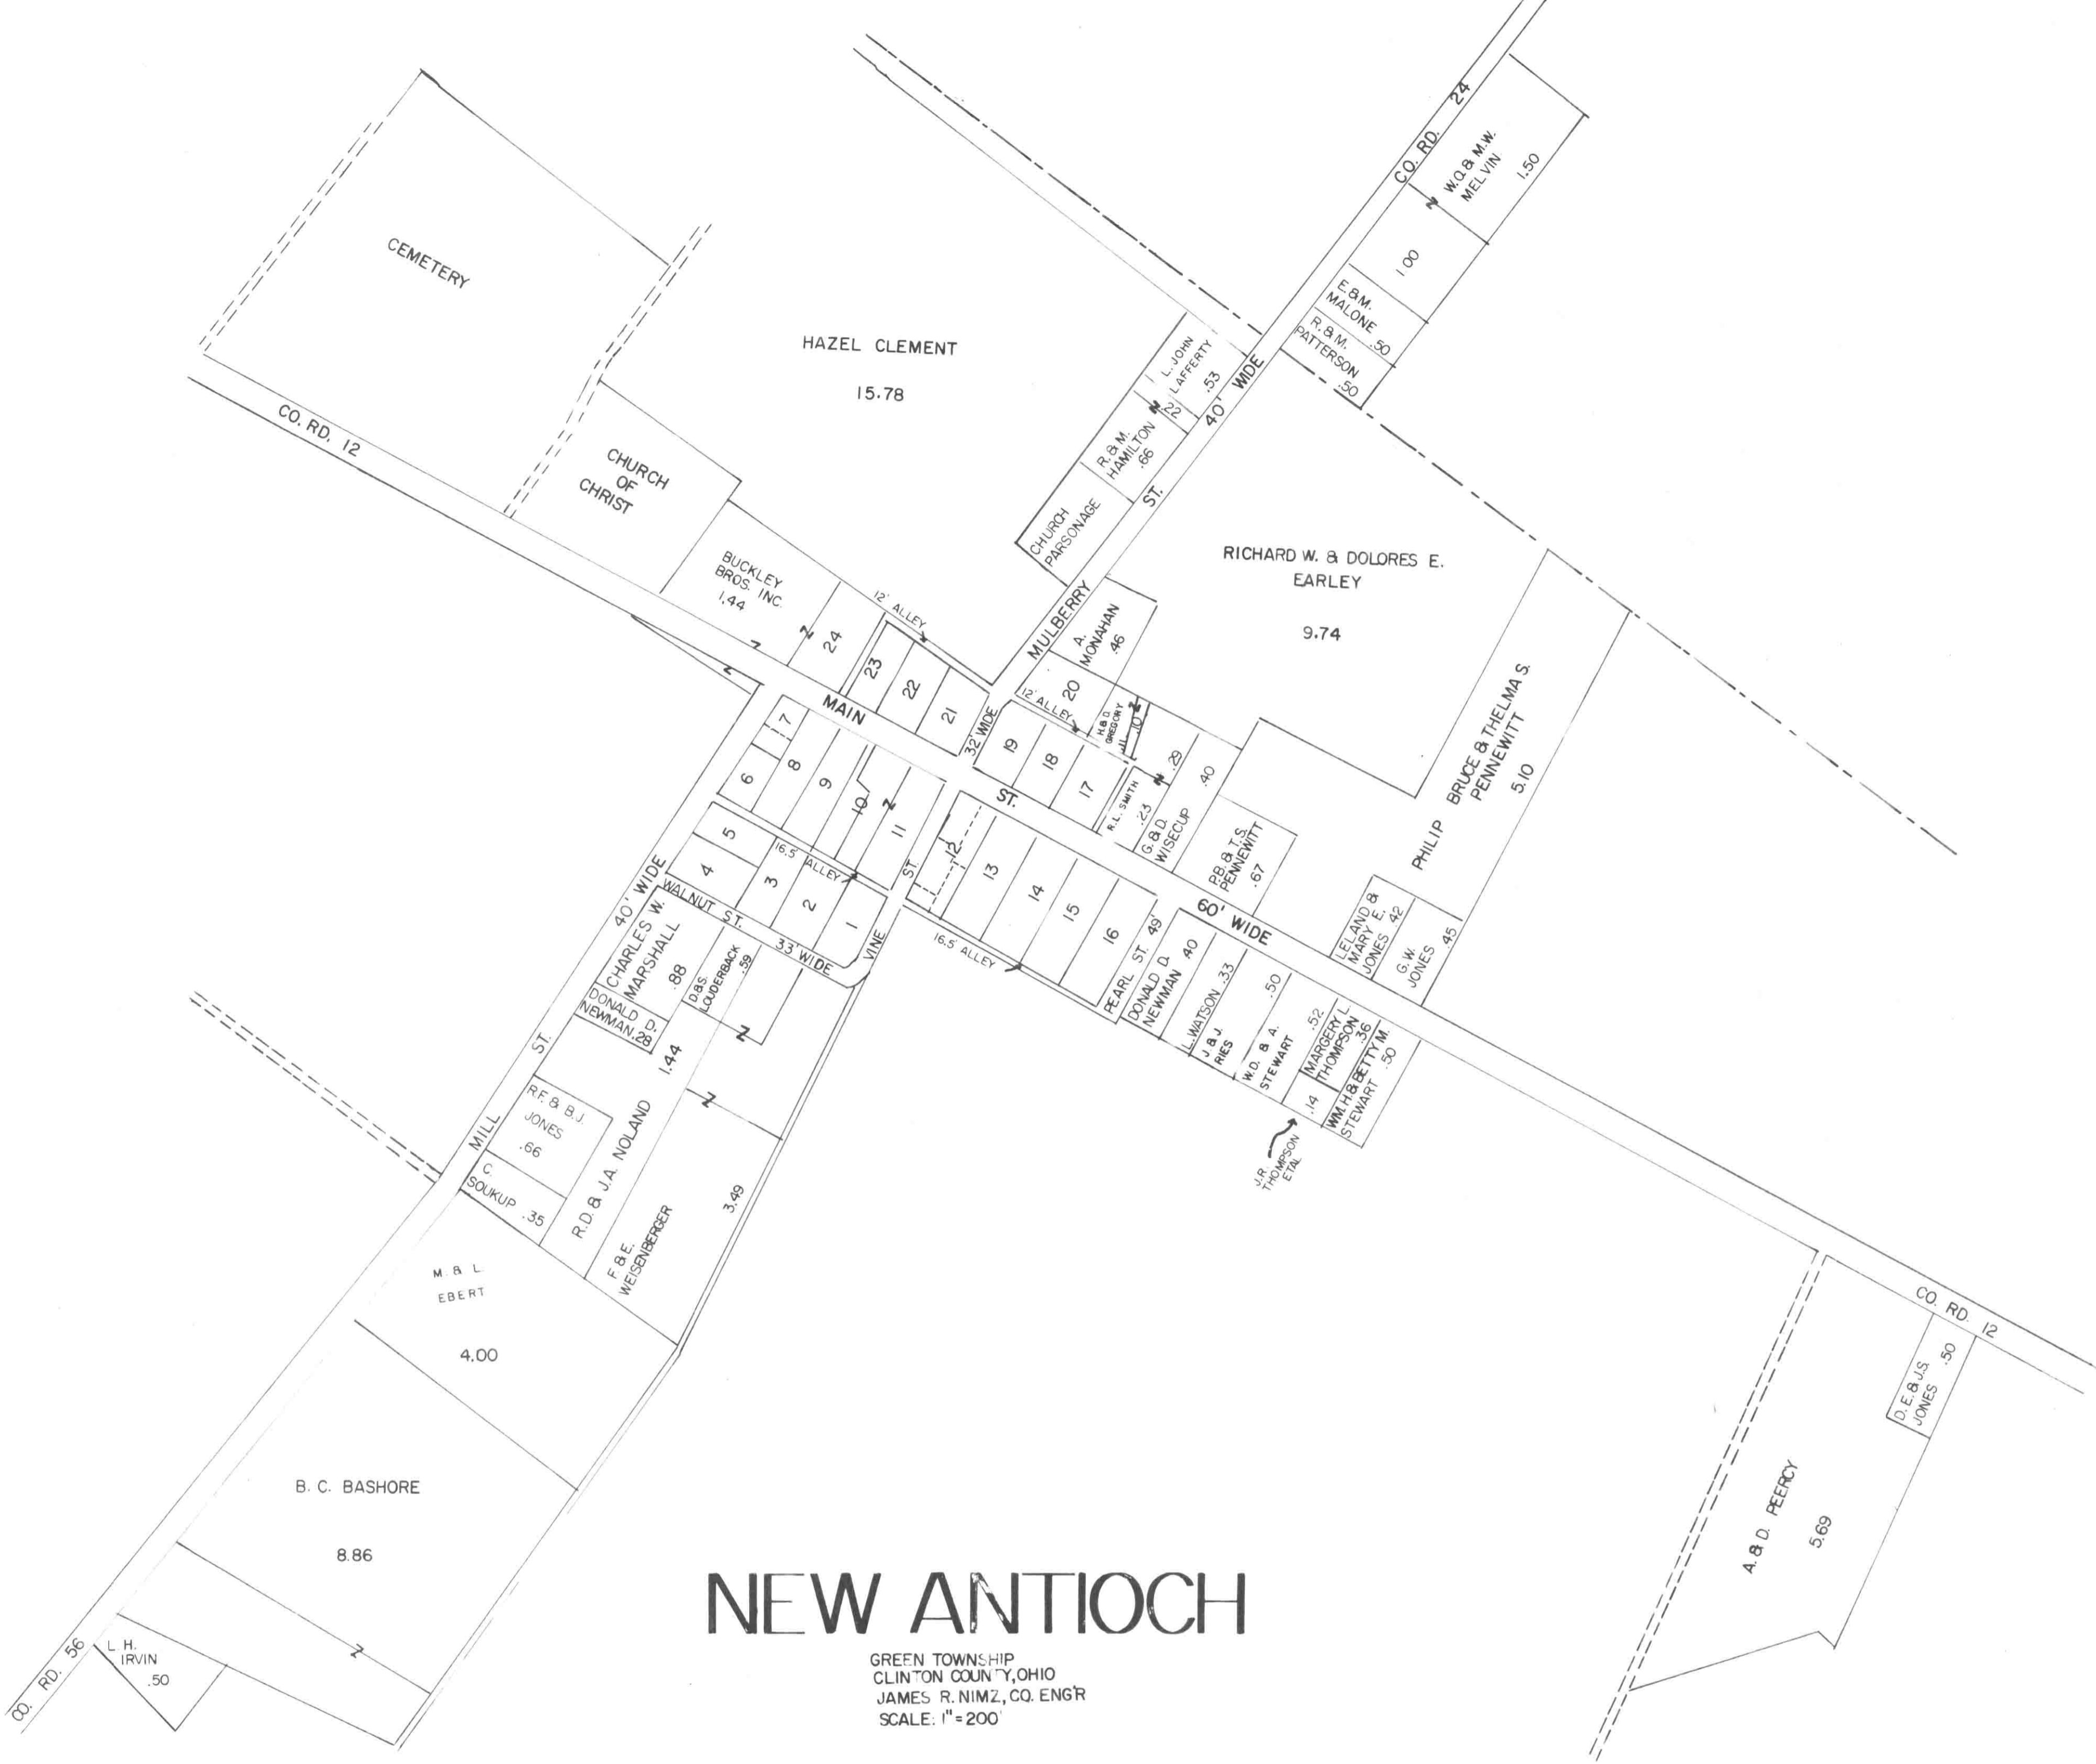 CO. RD. 24
W.O. & M.W.
MELVIN
1.50
1.00
E. & M.
MALONE
.50
R. & M.
PATTERSON
.50
CEMETERY
HAZEL CLEMENT
15.78
L. JOHN
LAFFERTY
.53
.22
R. & M.
HAMILTON
.66
CHURCH
PARSONAGE
40' WIDE
MULBERRY ST.
CO. RD. 12
CHURCH
OF
CHRIST
BUCKLEY
BROS. INC.
1.44
24
12' ALLEY
23
22
21
RICHARD W. & DOLORES E.
EARLEY
9.74
A.
MONAHAN
.46
20
12' ALLEY
H. & D.
GREGORY
.11
.10
32' WIDE
19
18
17
R.L. SMITH
.23
.29
G. & D.
WISECUP
.40
P.B. & T.S.
PENNEWITT
.67
PHILIP BRUCE & THELMA S.
PENNEWITT
5.10
LELAND &
MARY E.
JONES .42
G.W.
JONES .45
MAIN ST.
60' WIDE
7
6
8
9
10
11
5
4
3
2
1
16.5' ALLEY
WALNUT ST. 33' WIDE
VINE ST.
12
13
14
15
16
16.5' ALLEY
PEARL ST. 49'
DONALD D.
NEWMAN .40
L. WATSON .33
J. & J.
RIES
.50
W.D. & A.
STEWART
.52
MARGERY L.
THOMPSON
.36
.14
WM. H. & BETTY M.
STEWART .50
J.R.
THOMPSON
ETAL
MILL ST. 40' WIDE
CHARLES W.
MARSHALL
.88
D. & S.
LOUDERBACK
.59
DONALD D.
NEWMAN .28
1.44
R.D. & J.A. NOLAND
R.F. & B.J.
JONES
.66
C.
SOUKUP .35
F. & E.
WEISENBERGER
3.49
M & L
EBERT
4.00
B. C. BASHORE
8.86
L H.
IRVIN
.50
CO. RD. 56
CO. RD. 12
D. E. & J.S.
JONES
.50
A. & D. PEERCY
5.69
NEW ANTIOCH
GREEN TOWNSHIP
CLINTON COUNTY, OHIO
JAMES R. NIMZ, CO. ENG'R
SCALE: 1"=200'